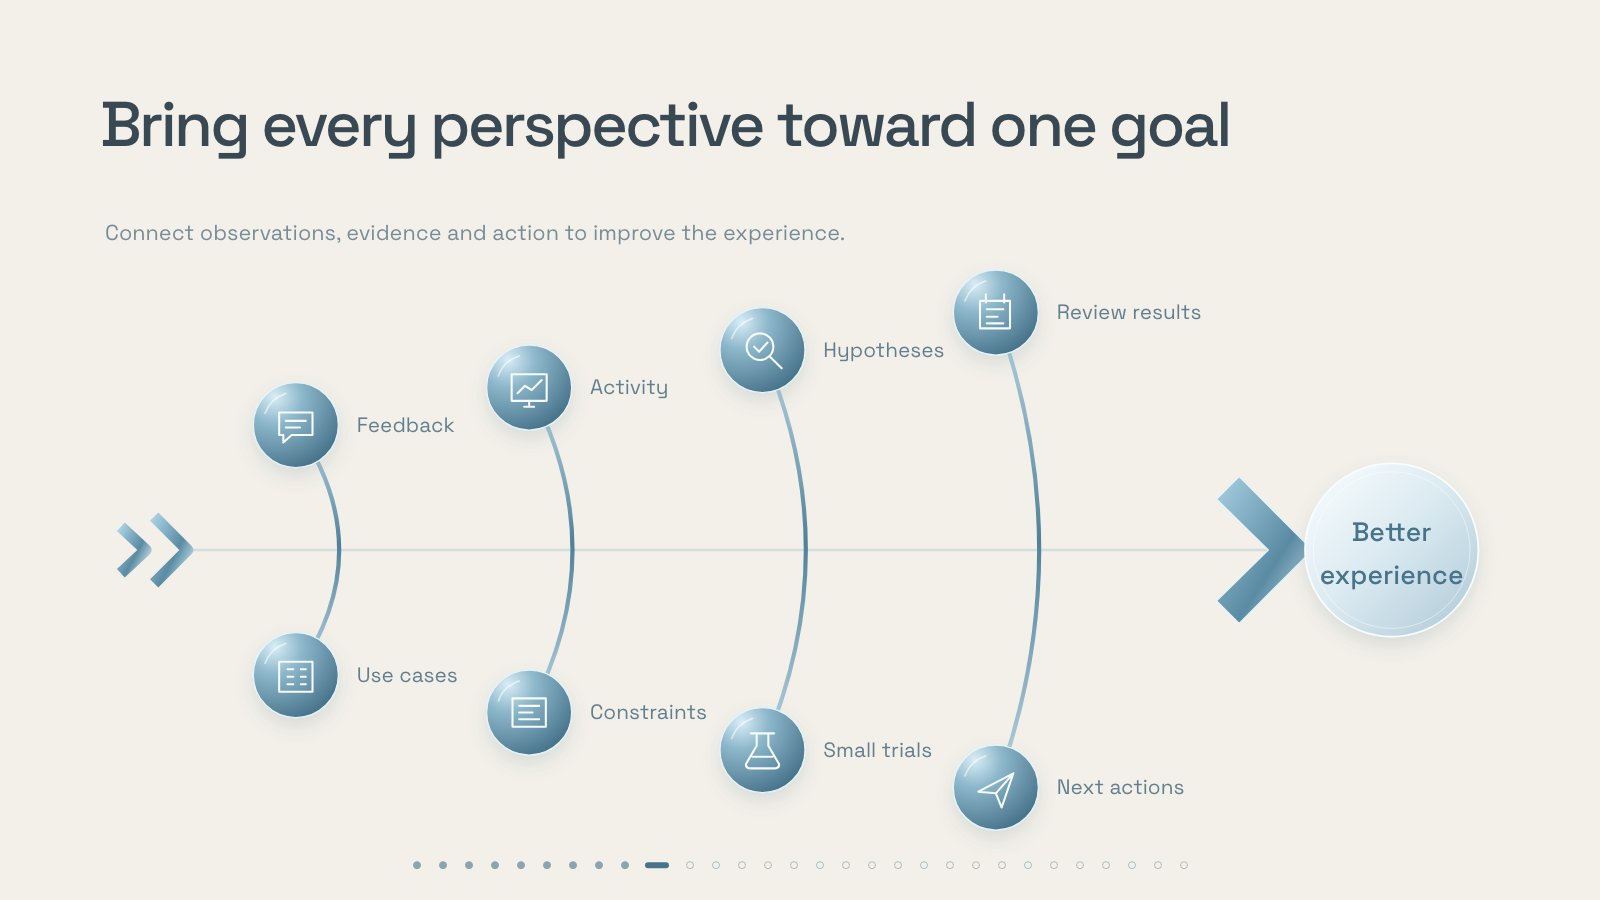 Bring every perspective toward one goal
Connect observations, evidence and action to improve the experience.
Review results
Hypotheses
Activity
Feedback
Better
experience
Use cases
Constraints
Small trials
Next actions